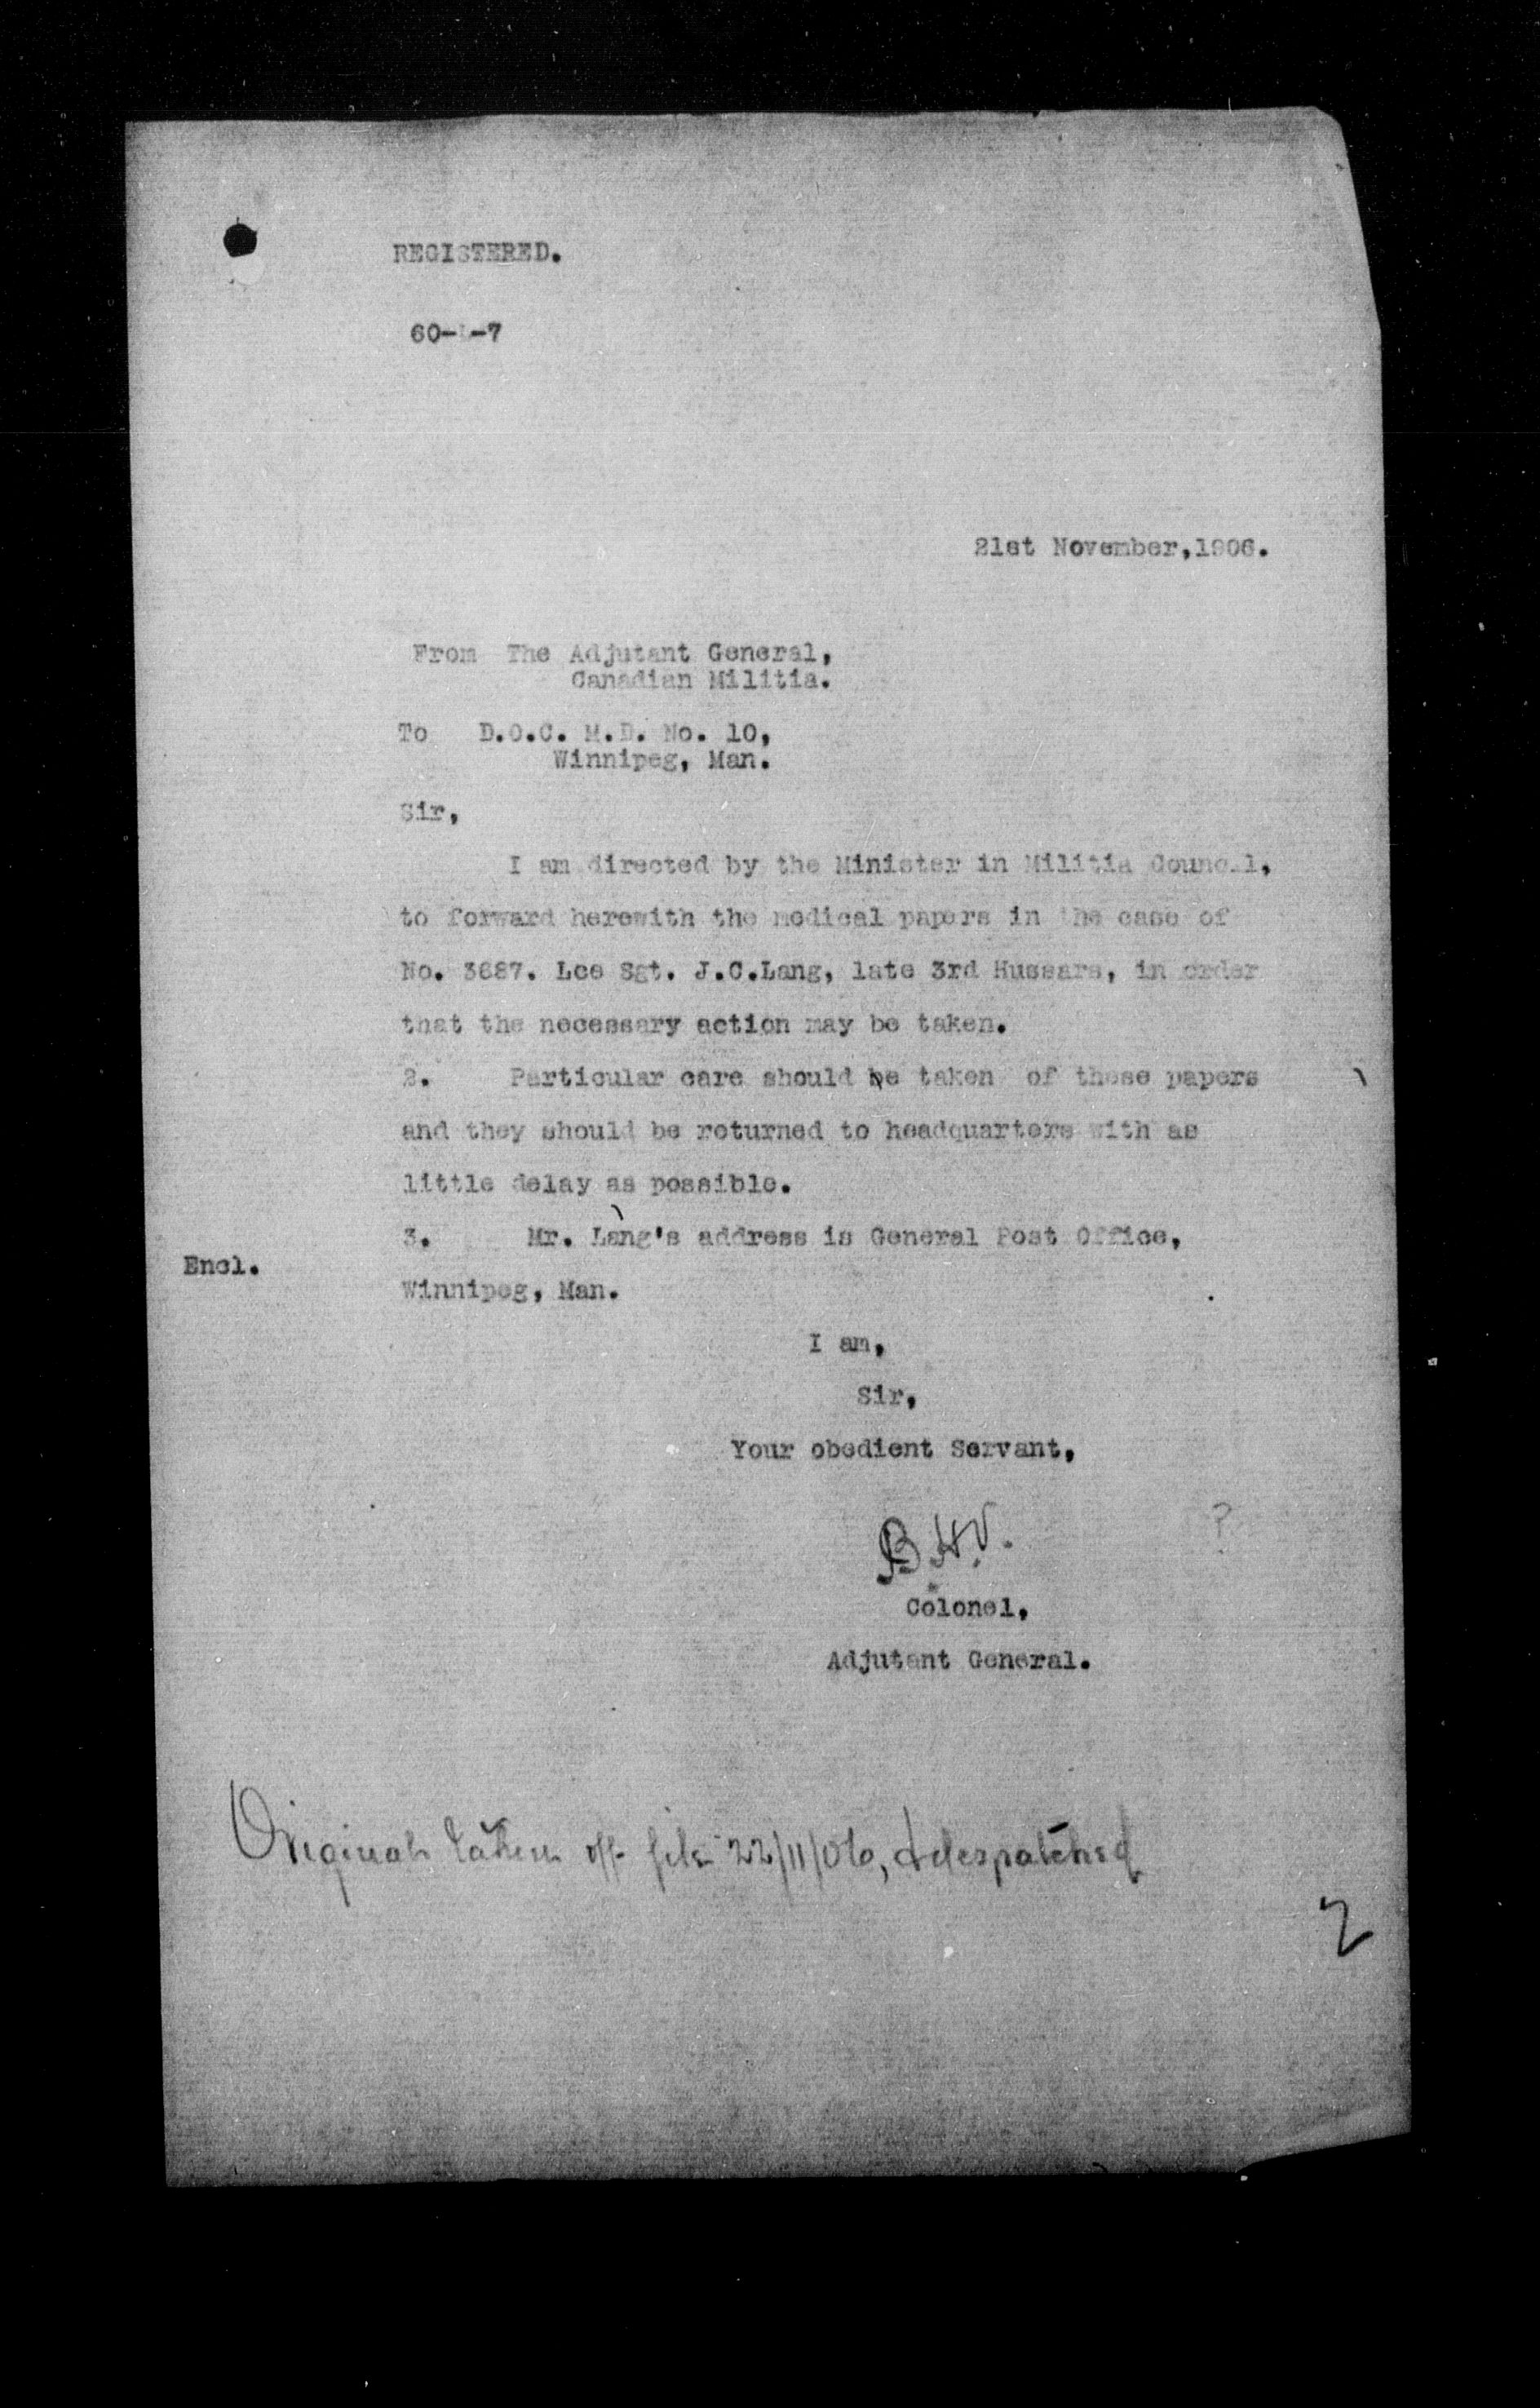 REGISTERED.
60-1-7
21st November,1906.
From The Adjutant General,
Canadian Militia.
To D.O.C. M.D. No. 10,
Winnipeg, Man.
Sir,
I am directed by the Minister in Militia Council,
to forward herewith the medical papers in the case of
No. 3687. Lce Sgt. J.C.Lang, late 3rd Hussars, in order
that the necessary action may be taken.
2. Particular care should be taken of these papers
and they should be returned to headquarters with as
little delay as possible.
3. Mr. Lang's address is General Post Office,
Encl.
Winnipeg, Man.
I am,
Sir,
Your obedient Servant,
B.H.V.
Colonel,
Adjutant General.
Originals taken off file 22/11/06, & despatched
2